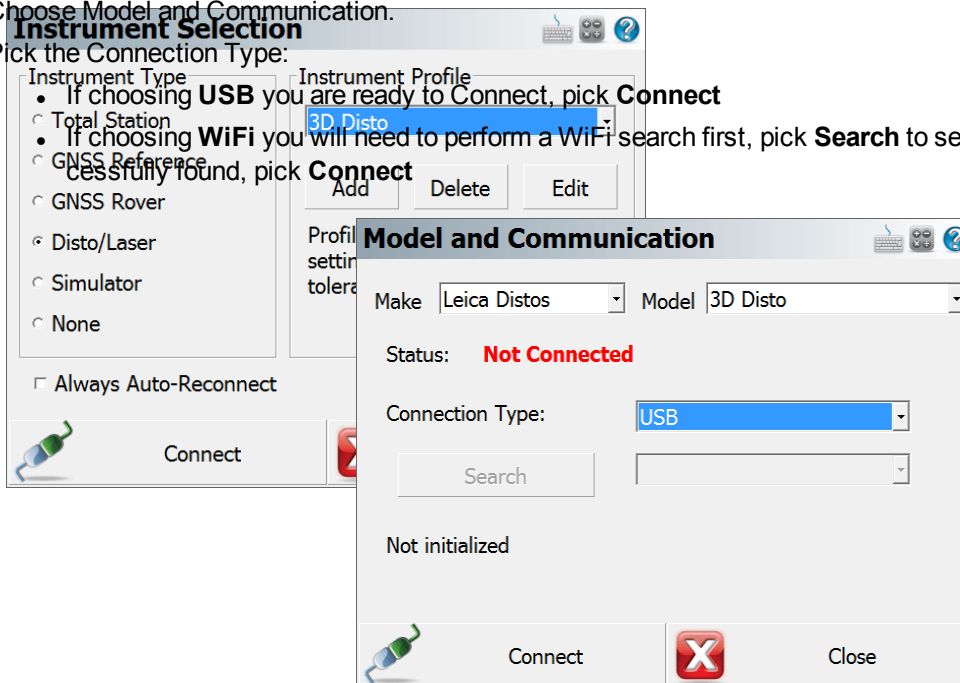 Choose Model and Communication.
Pick the Connection Type:
If choosing USB you are ready to Connect, pick Connect
If choosing WiFi you will need to perform a WiFi search first, pick Search to se
cessfully found, pick Connect
Instrument Selection
Instrument Type
Total Station
GNSS Reference
GNSS Rover
Disto/Laser
Simulator
None
Always Auto-Reconnect
Connect
Instrument Profile
3D Disto
Add Delete Edit
Profil
settin
tolera
Model and Communication
Make Leica Distos Model 3D Disto
Status: Not Connected
Connection Type: USB
Search
Not initialized
Connect Close